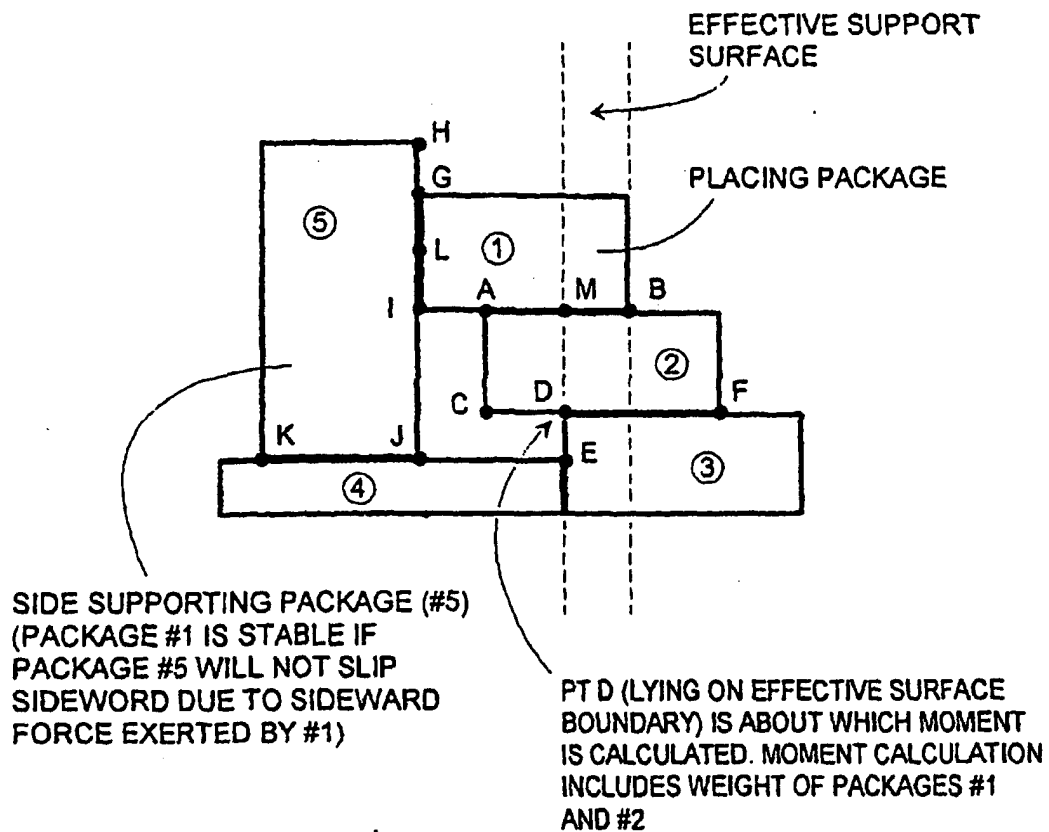 EFFECTIVE SUPPORT
SURFACE
H
G
PLACING PACKAGE
⑤
L
①
A
M
B
I
②
C
D
F
K
J
E
③
④
SIDE SUPPORTING PACKAGE (#5)
(PACKAGE #1 IS STABLE IF
PACKAGE #5 WILL NOT SLIP
SIDEWORD DUE TO SIDEWARD
FORCE EXERTED BY #1)
PT D (LYING ON EFFECTIVE SURFACE
BOUNDARY) IS ABOUT WHICH MOMENT
IS CALCULATED. MOMENT CALCULATION
INCLUDES WEIGHT OF PACKAGES #1
AND #2